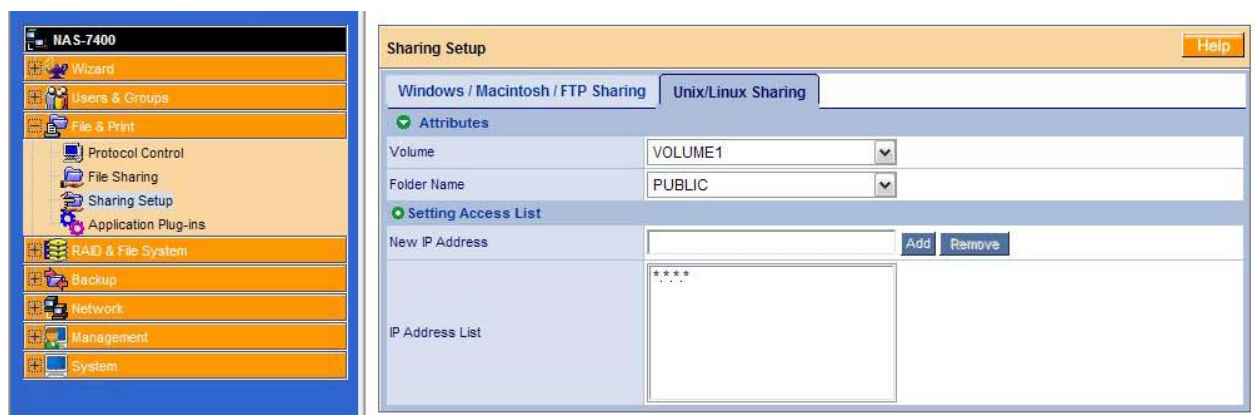 NAS-7400
Wizard
Users & Groups
File & Print
Protocol Control
File Sharing
Sharing Setup
Application Plug-ins
RAID & File System
Backup
Network
Management
System
Sharing Setup
Help
Windows / Macintosh / FTP Sharing
Unix/Linux Sharing
Attributes
Volume
VOLUME1
Folder Name
PUBLIC
Setting Access List
New IP Address
Add
Remove
IP Address List
*.*.*.*